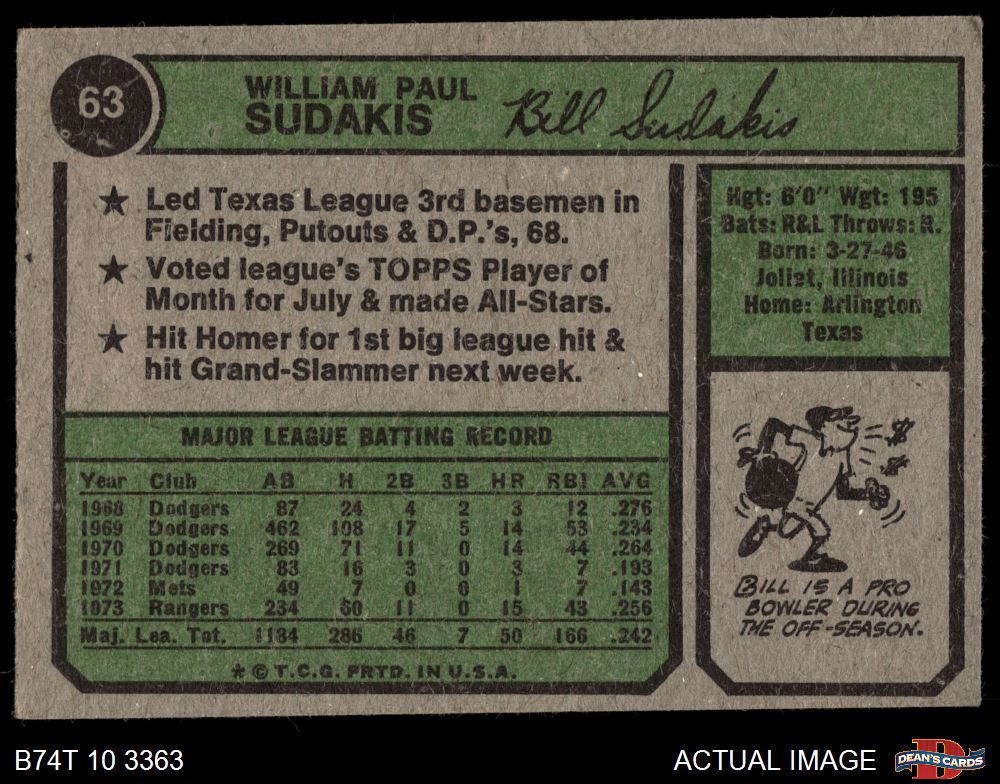 63
WILLIAM PAUL
SUDAKIS
Bill Sudakis
★ Led Texas League 3rd basemen in
Fielding, Putouts & D.P.'s, 68.
★ Voted league's TOPPS Player of
Month for July & made All-Stars.
★ Hit Homer for 1st big league hit &
hit Grand-Slammer next week.
Hgt: 6'0" Wgt: 195
Bats: R&L Throws: R.
Born: 3-27-46
Joliet, Illinois
Home: Arlington
Texas
MAJOR LEAGUE BATTING RECORD
Year Club AB H 2B 3B HR RBI AVG
1968 Dodgers 87 24 4 2 3 12 .276
1969 Dodgers 462 108 17 5 14 53 .234
1970 Dodgers 269 71 11 0 14 44 .264
1971 Dodgers 83 16 3 0 3 7 .193
1972 Mets 49 7 0 0 1 7 .143
1973 Rangers 234 60 11 0 15 43 .256
Maj. Lea. Tot. 1184 286 46 7 50 166 .242
* © T.C.G. PRTD. IN U.S.A.
$
$
BILL IS A PRO
BOWLER DURING
THE OFF-SEASON.
B74T 10 3363
ACTUAL IMAGE
D
DEAN'S CARDS